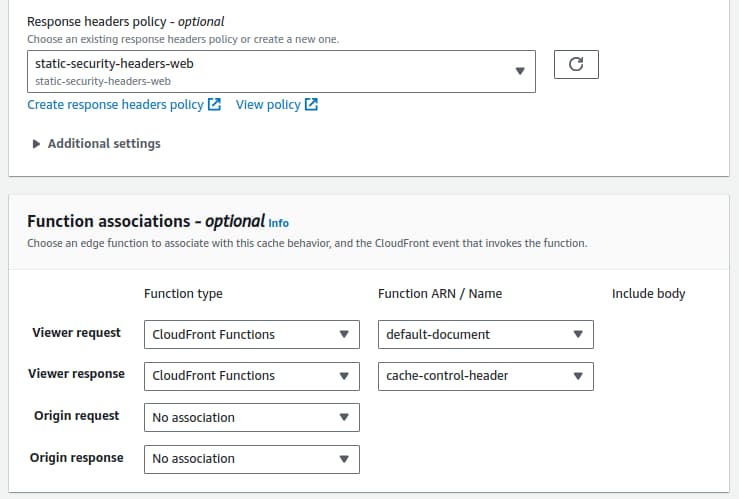 Response headers policy - optional
Choose an existing response headers policy or create a new one.
static-security-headers-web
static-security-headers-web
Create response headers policy View policy
Additional settings
Function associations - optional Info
Choose an edge function to associate with this cache behavior, and the CloudFront event that invokes the function.
Function type Function ARN / Name Include body
Viewer request CloudFront Functions default-document
Viewer response CloudFront Functions cache-control-header
Origin request No association
Origin response No association